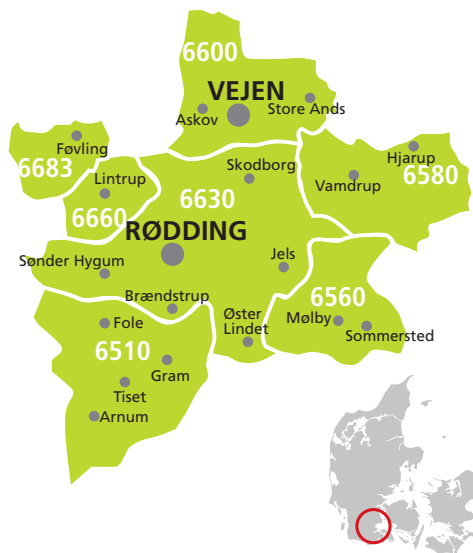 6600
VEJEN
Askov
Store Ands
Føvling
6683
Hjarup
6580
Vamdrup
Lintrup
6660
Skodborg
6630
RØDDING
Sønder Hygum
Jels
Brændstrup
6560
Mølby
Sommersted
Øster
Lindet
Fole
6510
Gram
Tiset
Arnum